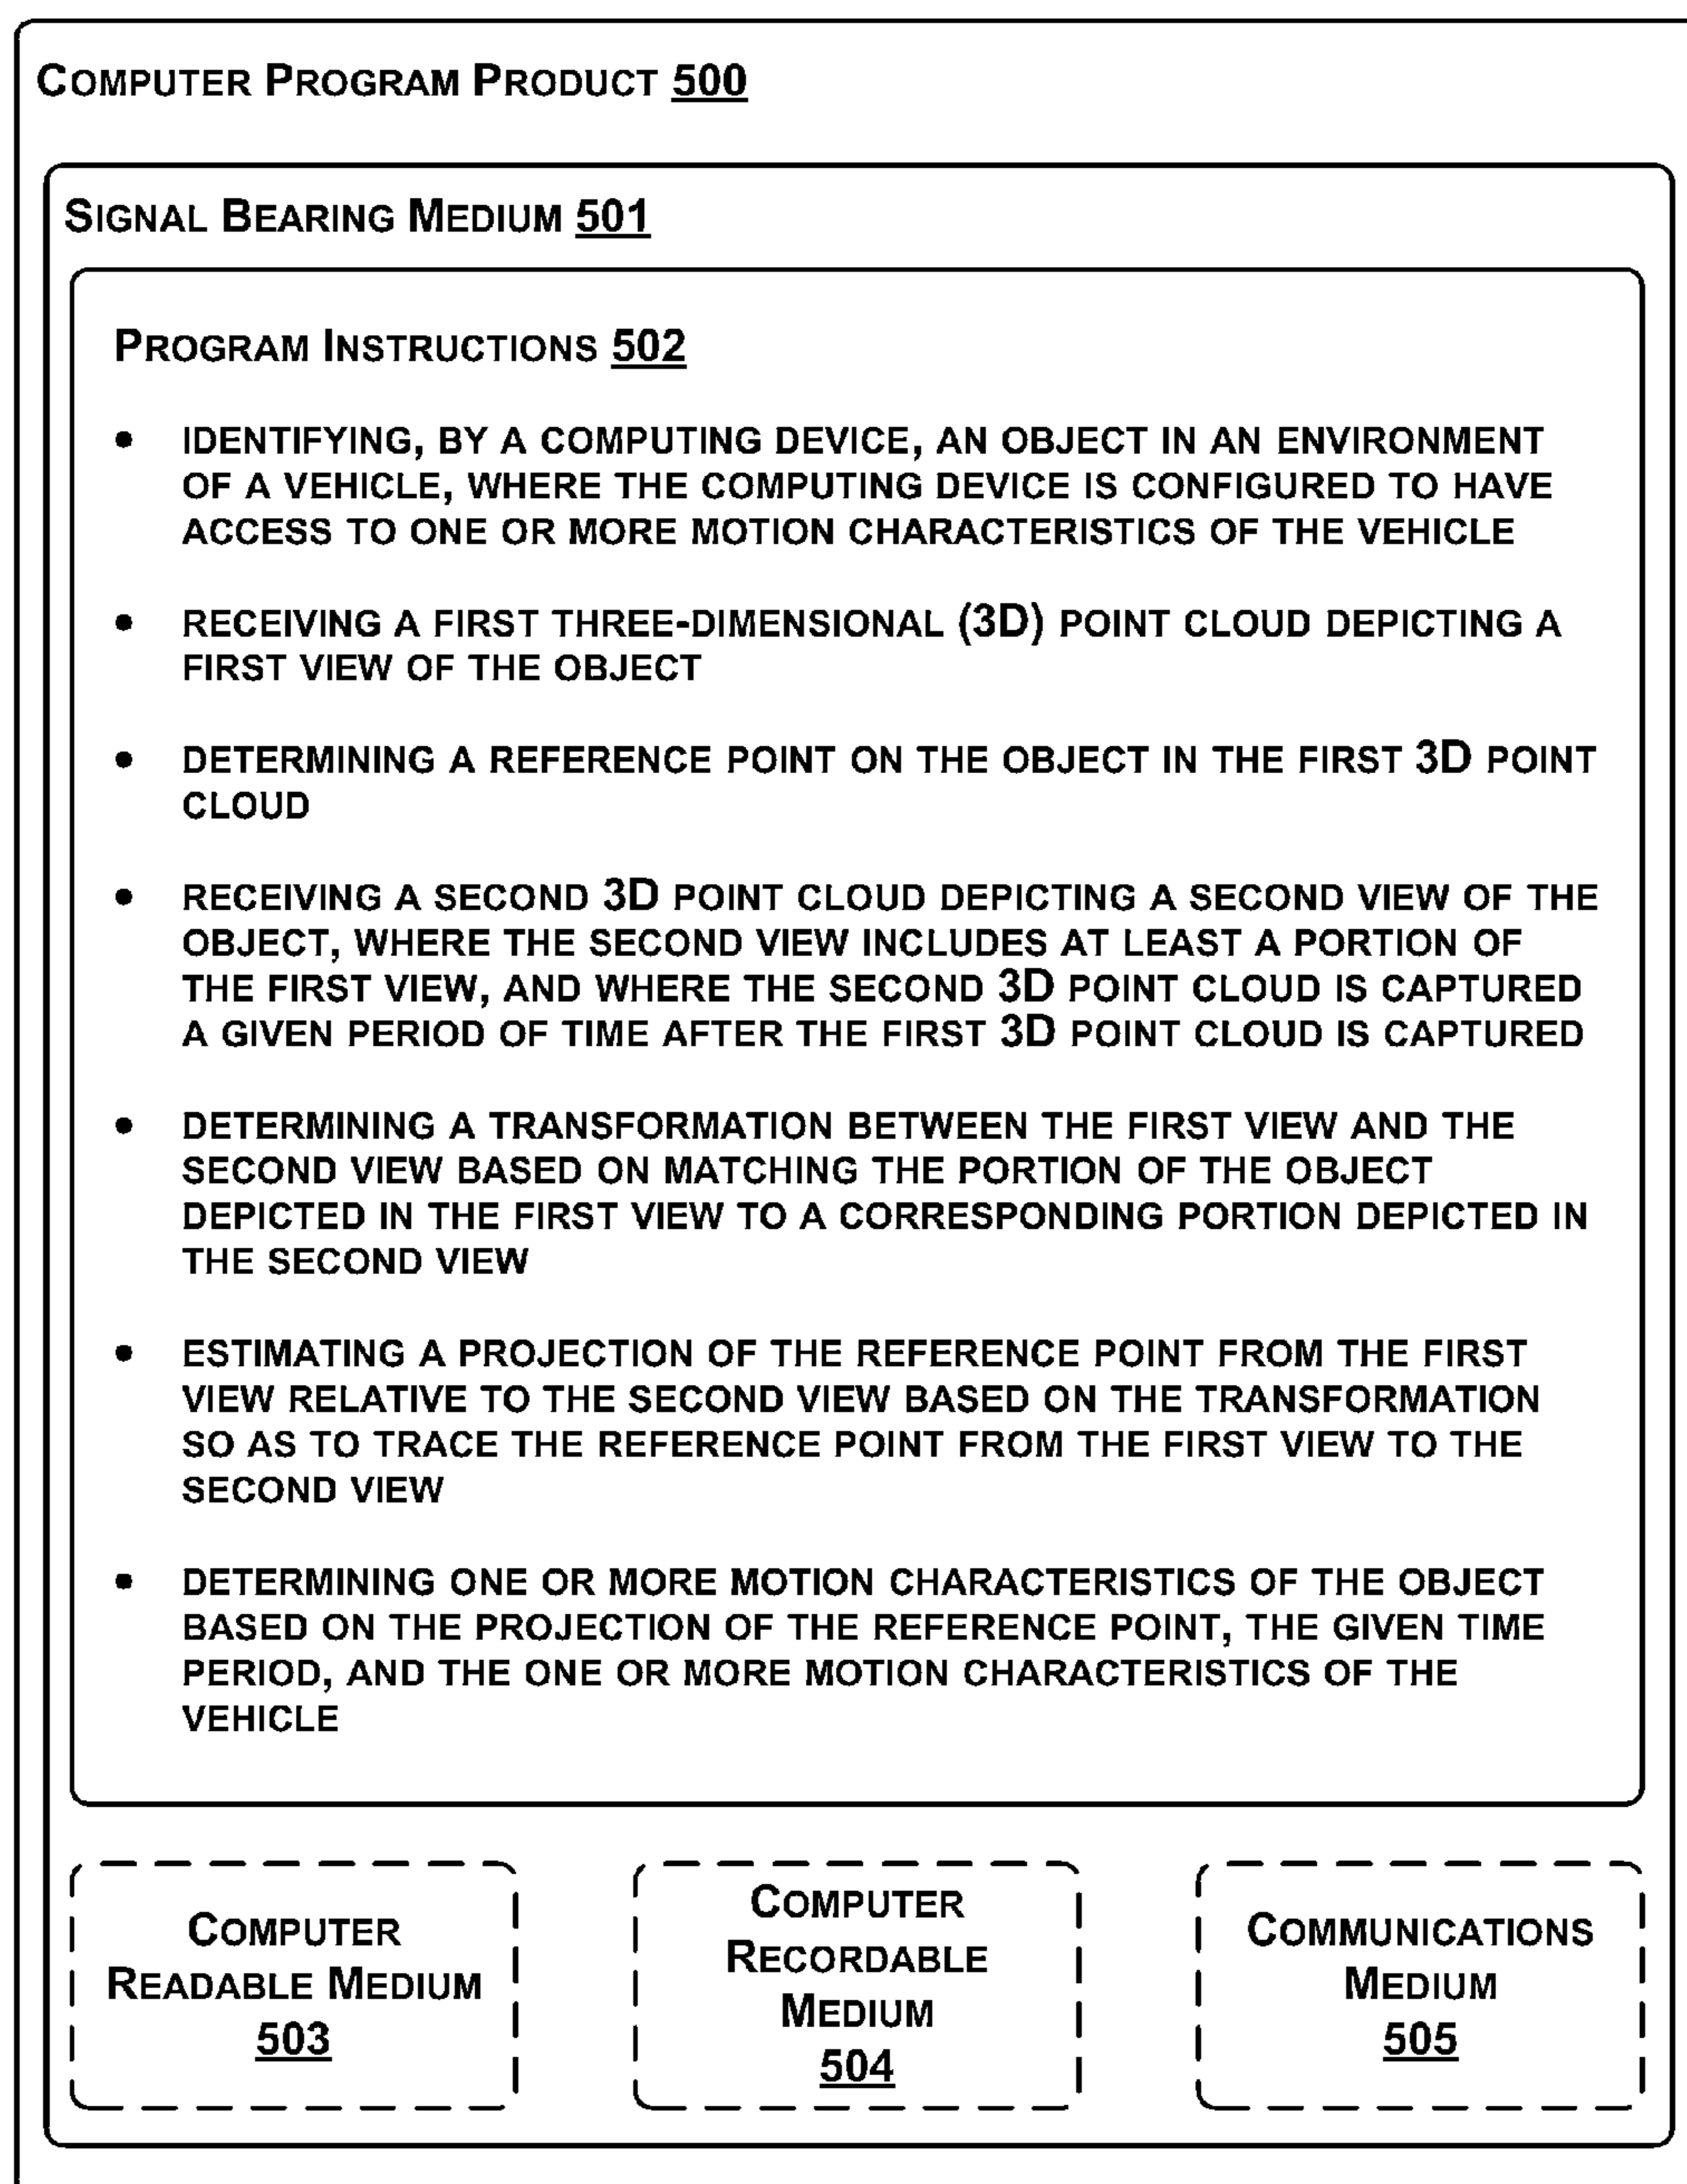 COMPUTER PROGRAM PRODUCT 500
SIGNAL BEARING MEDIUM 501
PROGRAM INSTRUCTIONS 502
• IDENTIFYING, BY A COMPUTING DEVICE, AN OBJECT IN AN ENVIRONMENT
OF A VEHICLE, WHERE THE COMPUTING DEVICE IS CONFIGURED TO HAVE
ACCESS TO ONE OR MORE MOTION CHARACTERISTICS OF THE VEHICLE
• RECEIVING A FIRST THREE-DIMENSIONAL (3D) POINT CLOUD DEPICTING A
FIRST VIEW OF THE OBJECT
• DETERMINING A REFERENCE POINT ON THE OBJECT IN THE FIRST 3D POINT
CLOUD
• RECEIVING A SECOND 3D POINT CLOUD DEPICTING A SECOND VIEW OF THE
OBJECT, WHERE THE SECOND VIEW INCLUDES AT LEAST A PORTION OF
THE FIRST VIEW, AND WHERE THE SECOND 3D POINT CLOUD IS CAPTURED
A GIVEN PERIOD OF TIME AFTER THE FIRST 3D POINT CLOUD IS CAPTURED
• DETERMINING A TRANSFORMATION BETWEEN THE FIRST VIEW AND THE
SECOND VIEW BASED ON MATCHING THE PORTION OF THE OBJECT
DEPICTED IN THE FIRST VIEW TO A CORRESPONDING PORTION DEPICTED IN
THE SECOND VIEW
• ESTIMATING A PROJECTION OF THE REFERENCE POINT FROM THE FIRST
VIEW RELATIVE TO THE SECOND VIEW BASED ON THE TRANSFORMATION
SO AS TO TRACE THE REFERENCE POINT FROM THE FIRST VIEW TO THE
SECOND VIEW
• DETERMINING ONE OR MORE MOTION CHARACTERISTICS OF THE OBJECT
BASED ON THE PROJECTION OF THE REFERENCE POINT, THE GIVEN TIME
PERIOD, AND THE ONE OR MORE MOTION CHARACTERISTICS OF THE
VEHICLE
COMPUTER
READABLE MEDIUM
503
COMPUTER
RECORDABLE
MEDIUM
504
COMMUNICATIONS
MEDIUM
505